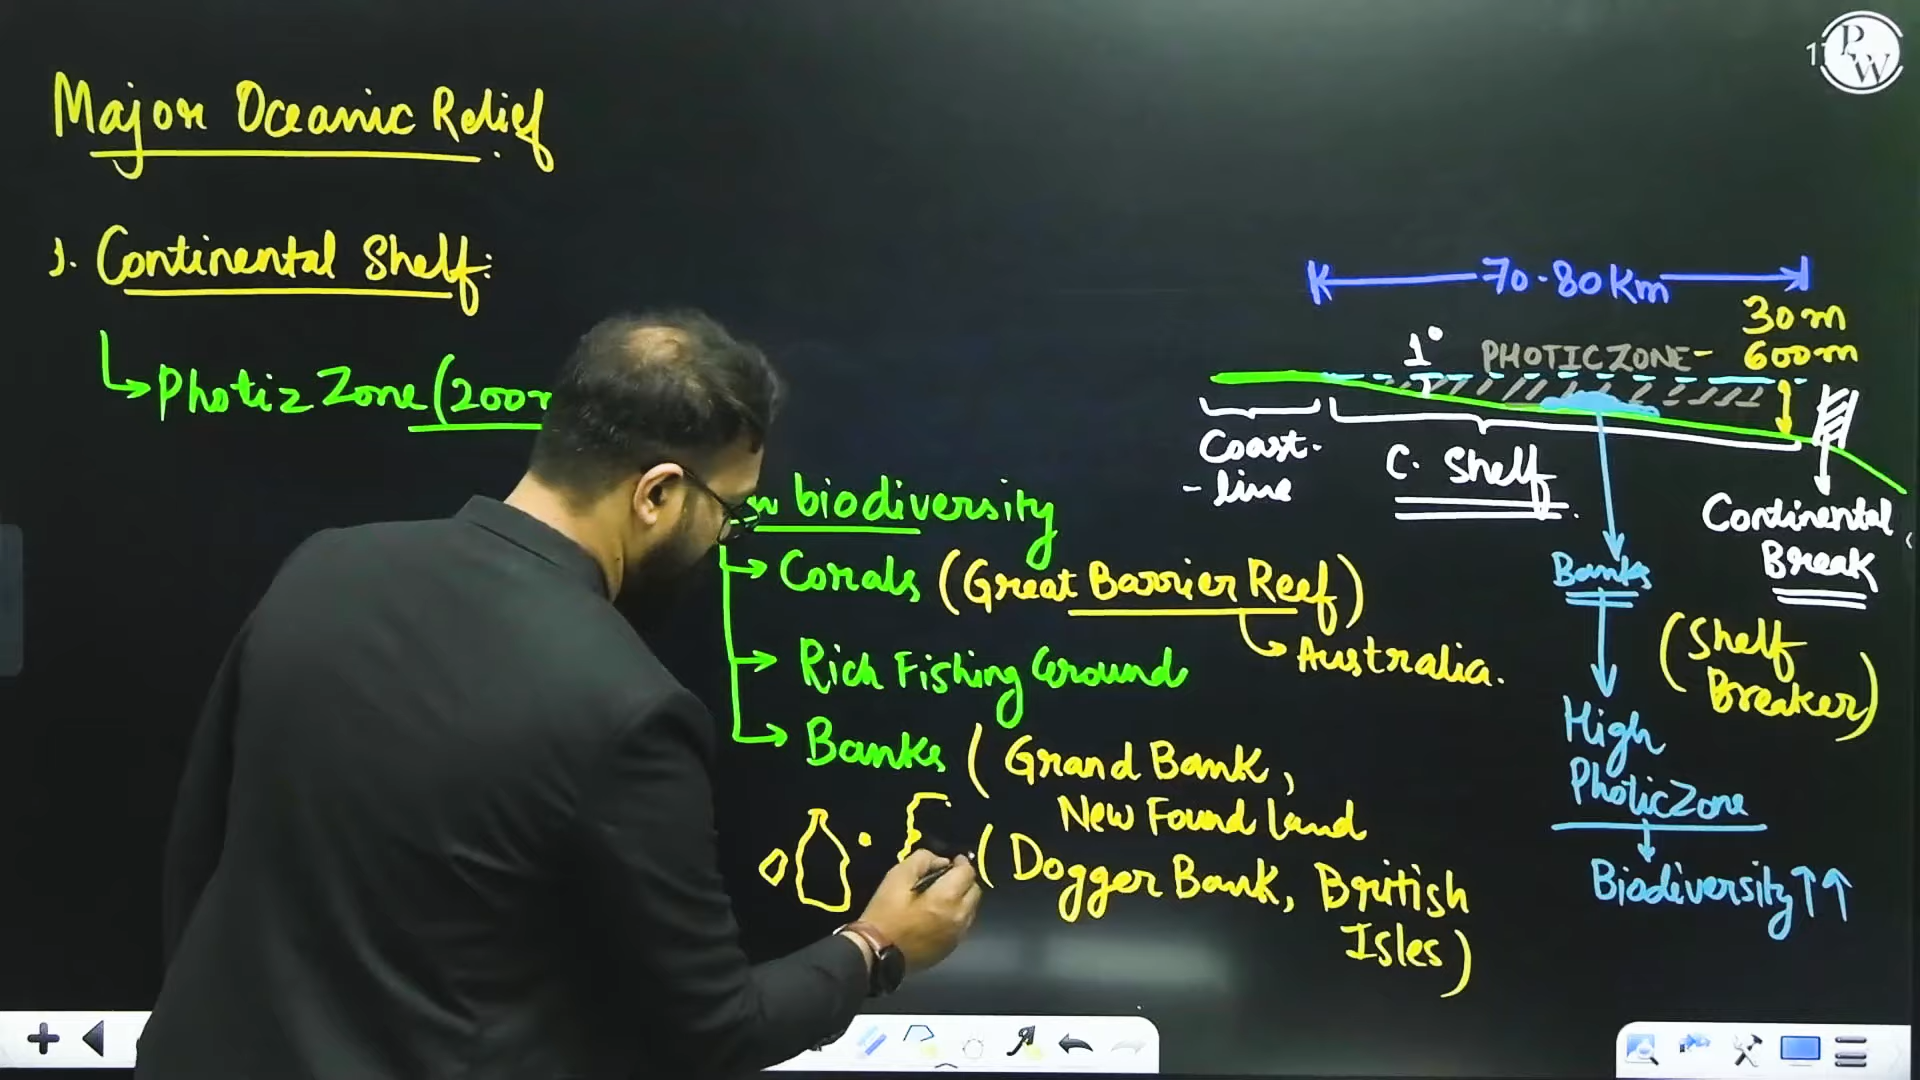 Major Oceanic Relief
1. Continental Shelf:
Photiz Zone (200m
biodiversity
Corals (Great Barrier Reef)
Australia.
Rich Fishing Ground
Banks ( Grand Bank,
New Found Land
( Dogger Bank, British
Isles)
70-80 Km
30m
1° PHOTIC ZONE - 600m
Coast-
- line
C. Shelf
Continental
Break
(Shelf
Breaker)
Banks
High
Photic Zone
Biodiversity ↑↑
PW